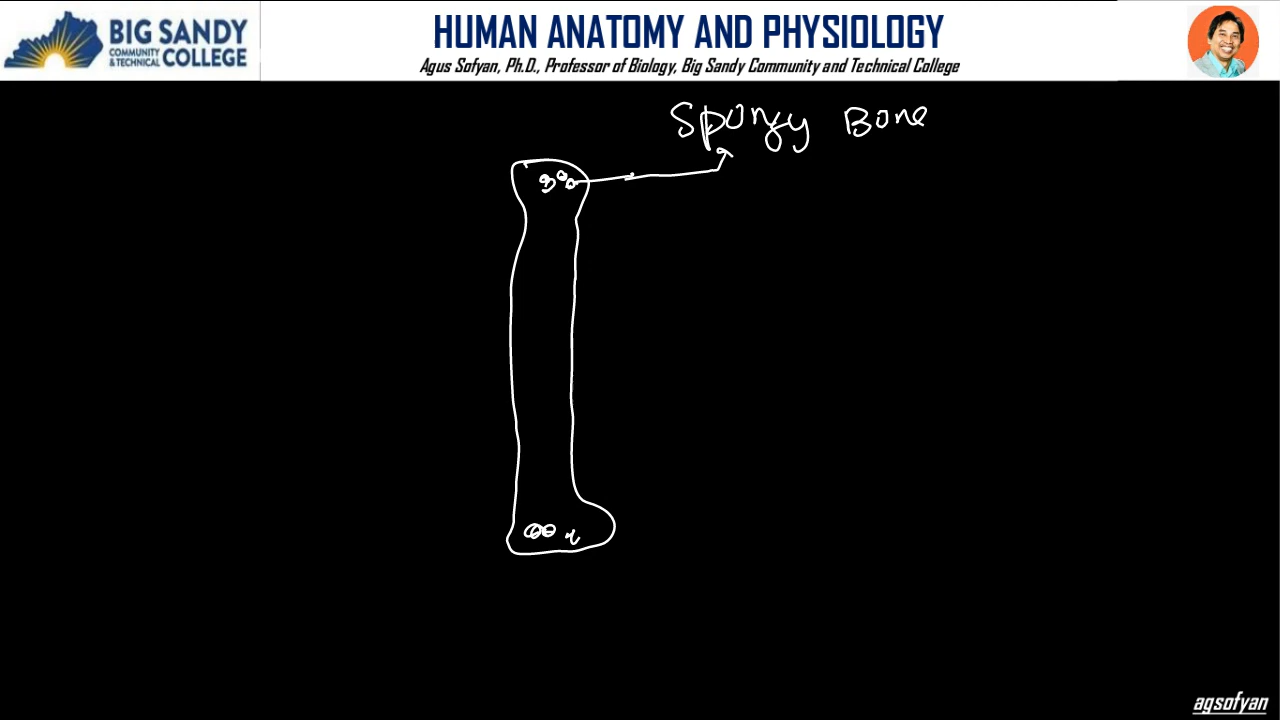 BIG SANDY
COMMUNITY
& TECHNICAL COLLEGE
HUMAN ANATOMY AND PHYSIOLOGY
Agus Sofyan, Ph.D., Professor of Biology, Big Sandy Community and Technical College
Spongy Bone
agsofyan